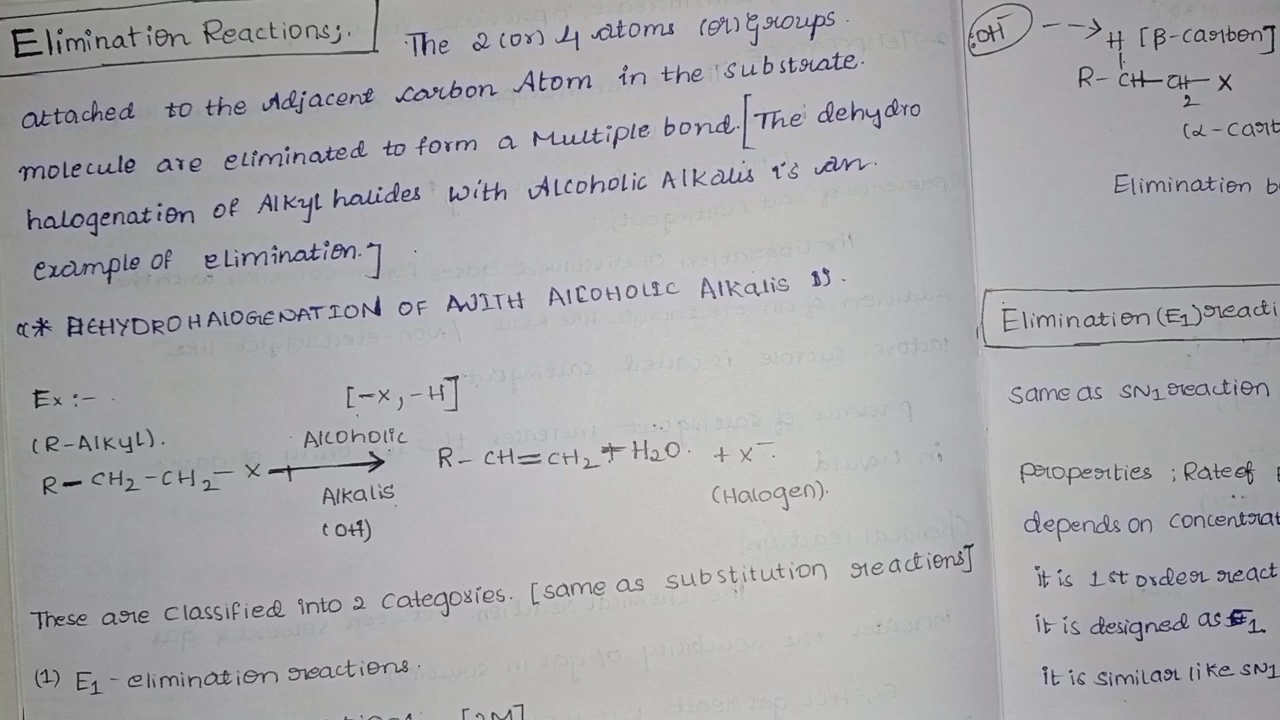 Elimination Reactions;. The 2 (or) 4 atoms (or) Groups.
attached to the Adjacent carbon Atom in the substrate.
molecule are eliminated to form a Multiple bond. [The dehydro
halogenation of Alkyl halides with Alcoholic Alkalis is an.
example of elimination.]
* DEHYDROHALOGENATION OF WITH AlCOHOLIC Alkalis
Ex :- [-x, -H]
(R-Alkyl). Alcoholic
R- CH2 -CH2 - x + → R- CH=CH2 + H2O. + x-.
Alkalis (Halogen).
(OH)
These are classified into 2 categories. [same as substitution reactions]
(1) E1 - elimination reactions.
[2M]
:OH- --> H [β-carbon]
R- CH-CH2- X
(α-carb
Elimination b
Elimination (E1) reacti
same as SN1 reaction
properties ; Rate of
depends on concentrat
it is 1st order react
it is designed as E1
it is similar like SN1